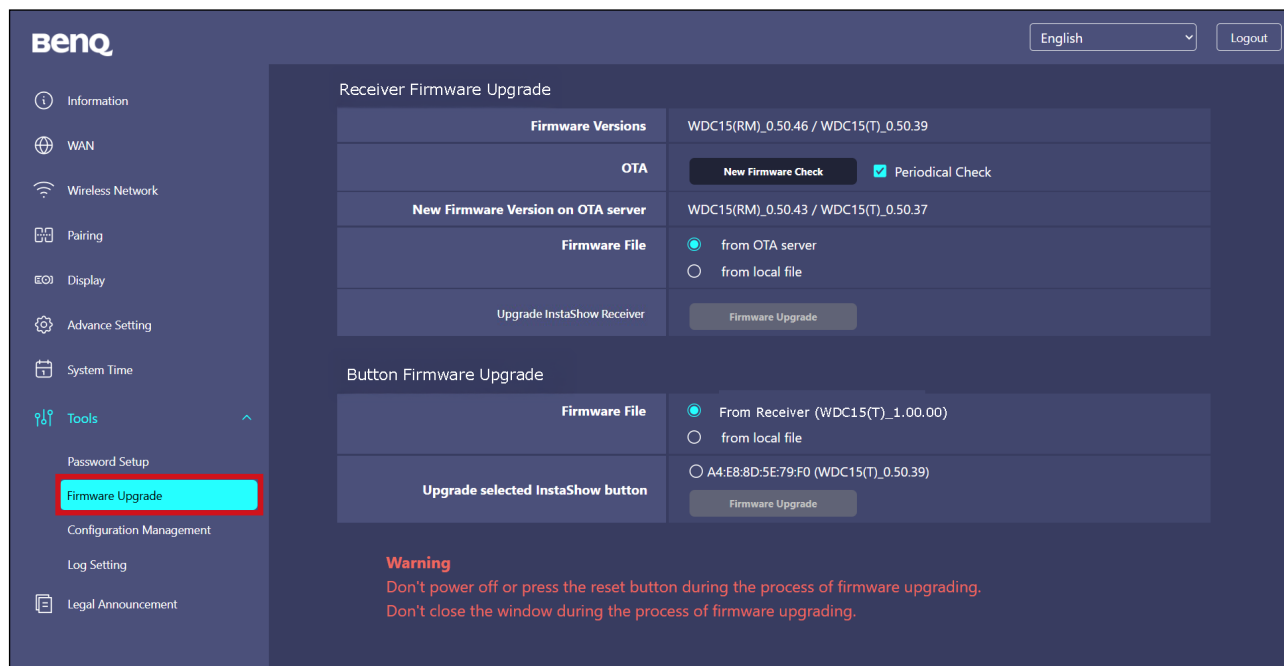 BenQ
English
Logout
Information
WAN
Wireless Network
Pairing
Display
Advance Setting
System Time
Tools
Password Setup
Firmware Upgrade
Configuration Management
Log Setting
Legal Announcement
Receiver Firmware Upgrade
Firmware Versions WDC15(RM)_0.50.46 / WDC15(T)_0.50.39
OTA New Firmware Check Periodical Check
New Firmware Version on OTA server WDC15(RM)_0.50.43 / WDC15(T)_0.50.37
Firmware File from OTA server
from local file
Upgrade InstaShow Receiver Firmware Upgrade
Button Firmware Upgrade
Firmware File From Receiver (WDC15(T)_1.00.00)
from local file
A4:E8:8D:5E:79:F0 (WDC15(T)_0.50.39)
Upgrade selected InstaShow button
Firmware Upgrade
Warning
Don't power off or press the reset button during the process of firmware upgrading.
Don't close the window during the process of firmware upgrading.